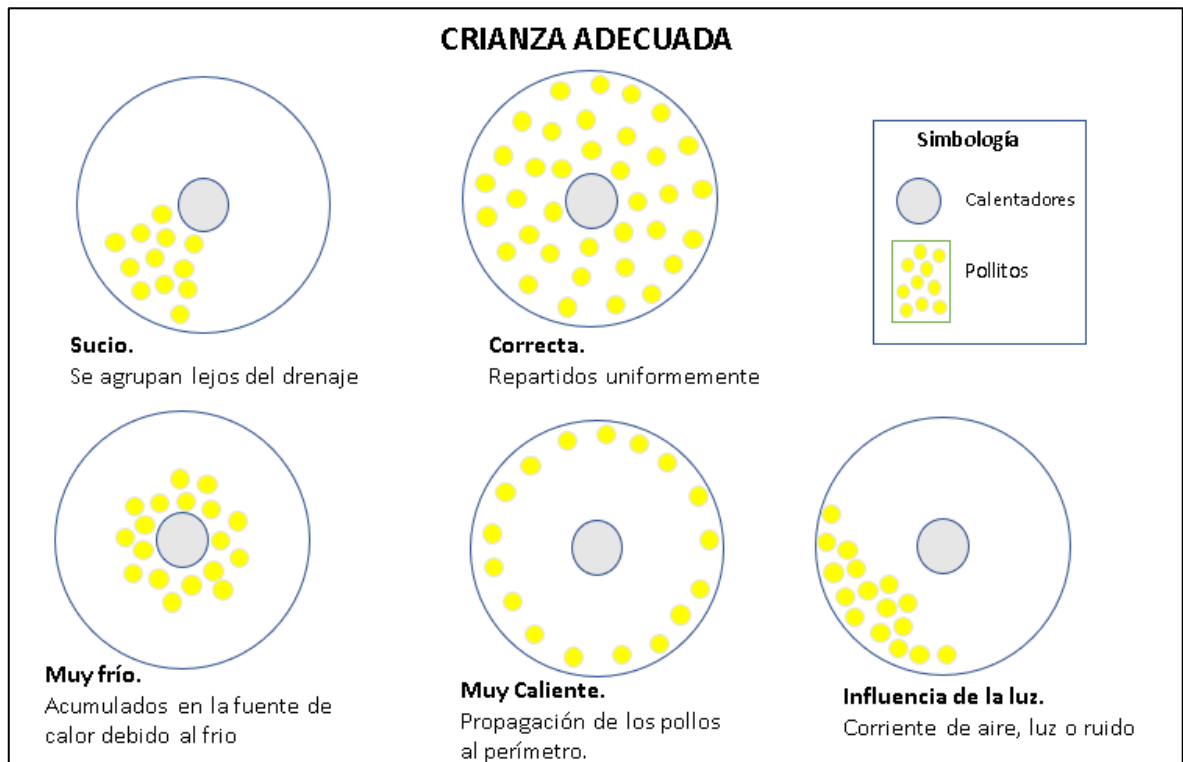 CRIANZA ADECUADA
Simbología
Calentadores
Pollitos
Sucio.
Se agrupan lejos del drenaje
Correcta.
Repartidos uniformemente
Muy frío.
Acumulados en la fuente de
calor debido al frio
Muy Caliente.
Propagación de los pollos
al perímetro.
Influencia de la luz.
Corriente de aire, luz o ruido